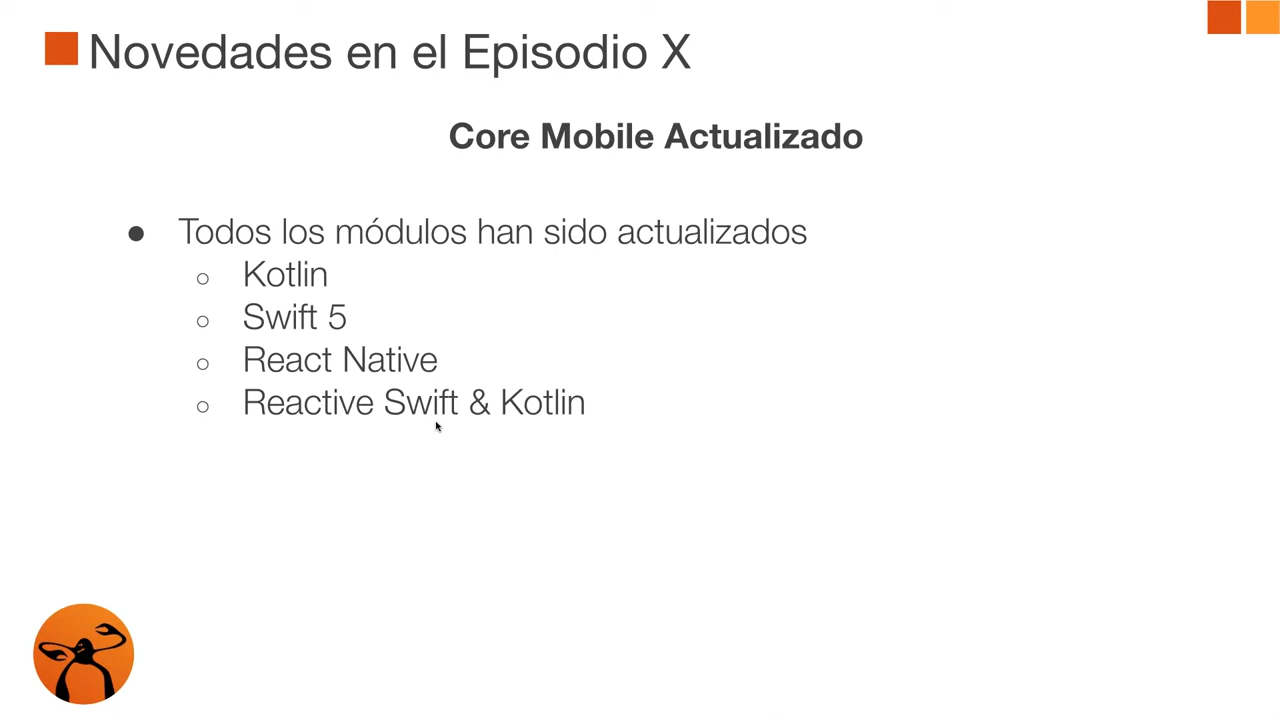 Novedades en el Episodio X
Core Mobile Actualizado
● Todos los módulos han sido actualizados
○ Kotlin
○ Swift 5
○ React Native
○ Reactive Swift & Kotlin